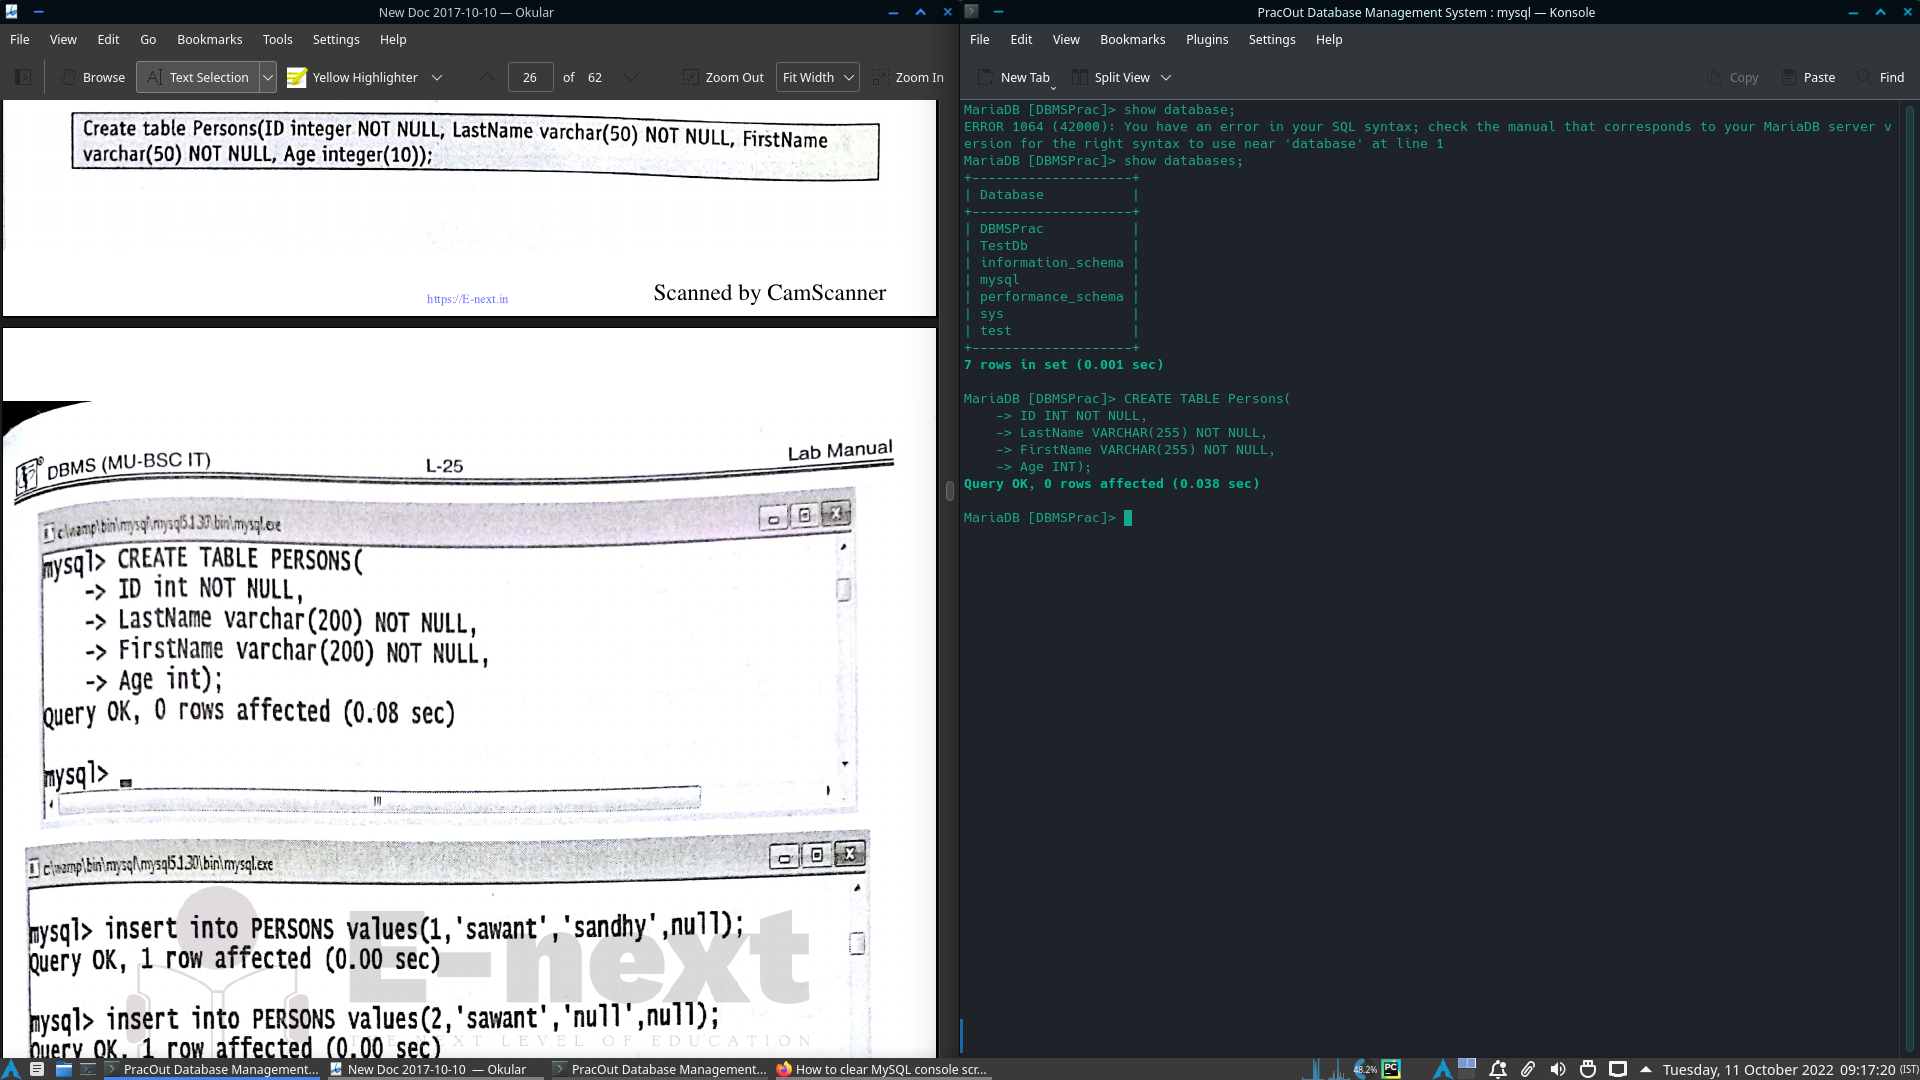 New Doc 2017-10-10 — Okular
File View Edit Go Bookmarks Tools Settings Help
Browse Text Selection Yellow Highlighter 26 of 62 Zoom Out Fit Width Zoom In
Create table Persons(ID integer NOT NULL, LastName varchar(50) NOT NULL, FirstName
varchar(50) NOT NULL, Age integer(10));
https://E-next.in
Scanned by CamScanner
DBMS (MU-BSC IT) L-25 Lab Manual
c:\wamp\bin\mysql\mysql5.1.30\bin\mysql.exe
mysql> CREATE TABLE PERSONS(
-> ID int NOT NULL,
-> LastName varchar(200) NOT NULL,
-> FirstName varchar(200) NOT NULL,
-> Age int);
Query OK, 0 rows affected (0.08 sec)
mysql>
c:\wamp\bin\mysql\mysql5.1.30\bin\mysql.exe
mysql> insert into PERSONS values(1,'sawant','sandhy',null);
Query OK, 1 row affected (0.00 sec)
mysql> insert into PERSONS values(2,'sawant','null',null);
Query OK, 1 row affected (0.00 sec)
E-next
THE NEXT LEVEL OF EDUCATION
PracOut Database Management System : mysql — Konsole
File Edit View Bookmarks Plugins Settings Help
New Tab Split View Copy Paste Find
MariaDB [DBMSPrac]> show database;
ERROR 1064 (42000): You have an error in your SQL syntax; check the manual that corresponds to your MariaDB server v
ersion for the right syntax to use near 'database' at line 1
MariaDB [DBMSPrac]> show databases;
+--------------------+
| Database           |
+--------------------+
| DBMSPrac           |
| TestDb             |
| information_schema |
| mysql              |
| performance_schema |
| sys                |
| test               |
+--------------------+
7 rows in set (0.001 sec)
MariaDB [DBMSPrac]> CREATE TABLE Persons(
-> ID INT NOT NULL,
-> LastName VARCHAR(255) NOT NULL,
-> FirstName VARCHAR(255) NOT NULL,
-> Age INT);
Query OK, 0 rows affected (0.038 sec)
MariaDB [DBMSPrac]>
PracOut Database Management... New Doc 2017-10-10 — Okular PracOut Database Management... How to clear MySQL console scr... 48.2% PC Tuesday, 11 October 2022 09:17:20 (IST)